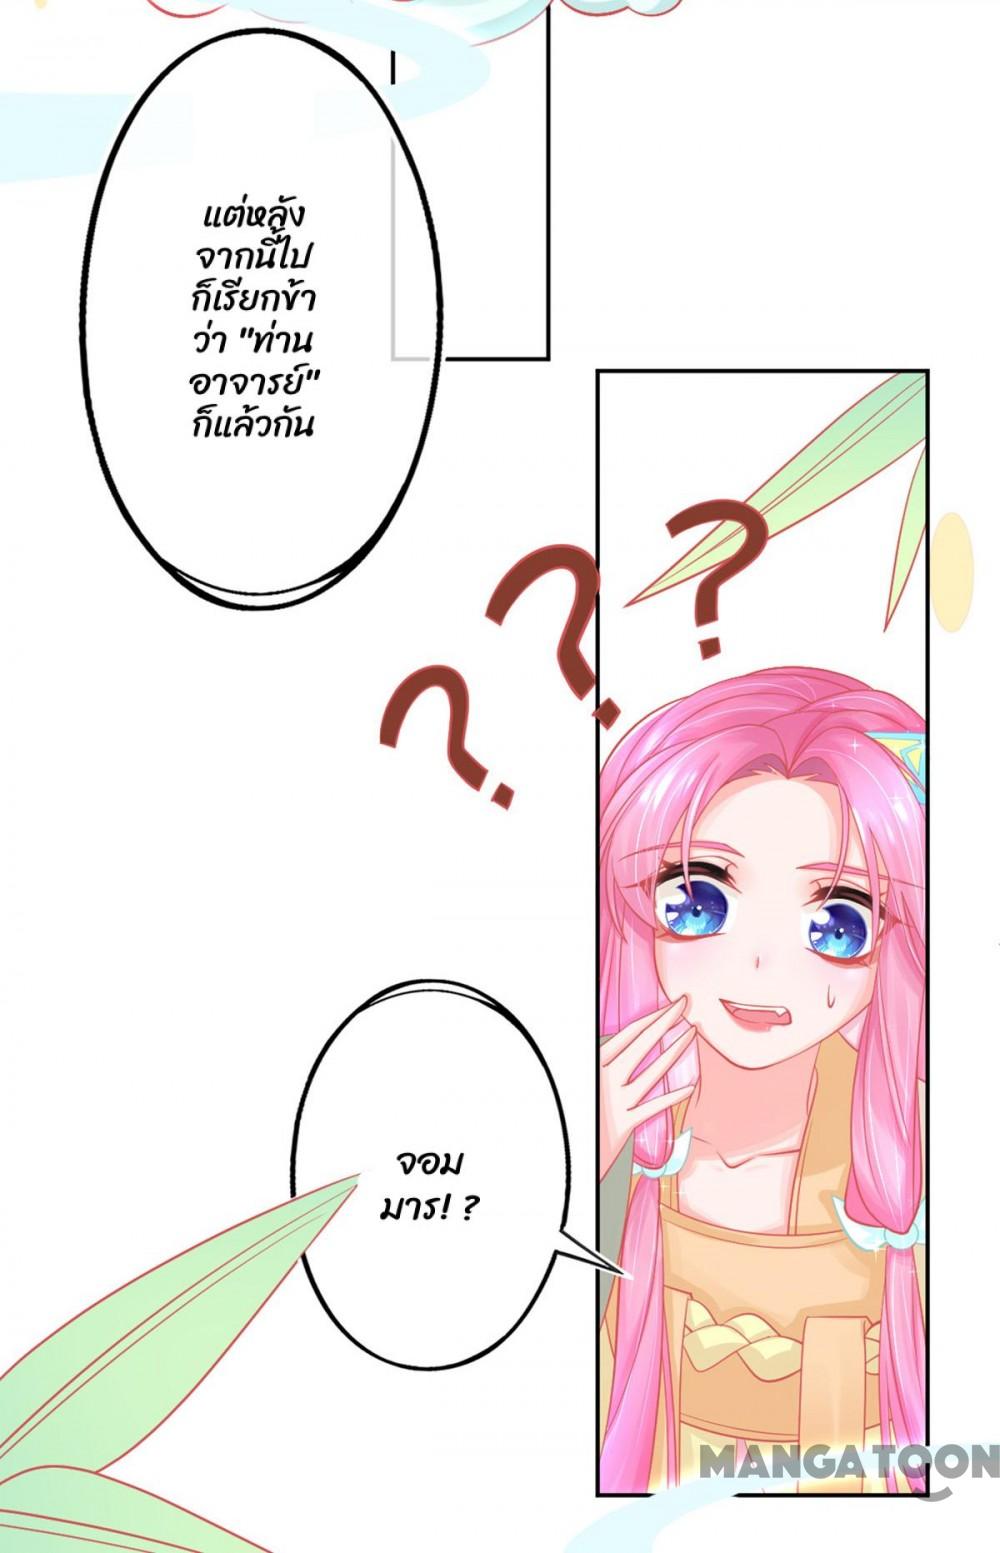 แต่หลัง
จากนี้ไป
ก็เรียกข้า
ว่า "ท่าน
อาจารย์"
ก็แล้วกัน
? ? ?
จอม
มาร! ?
MANGATOON